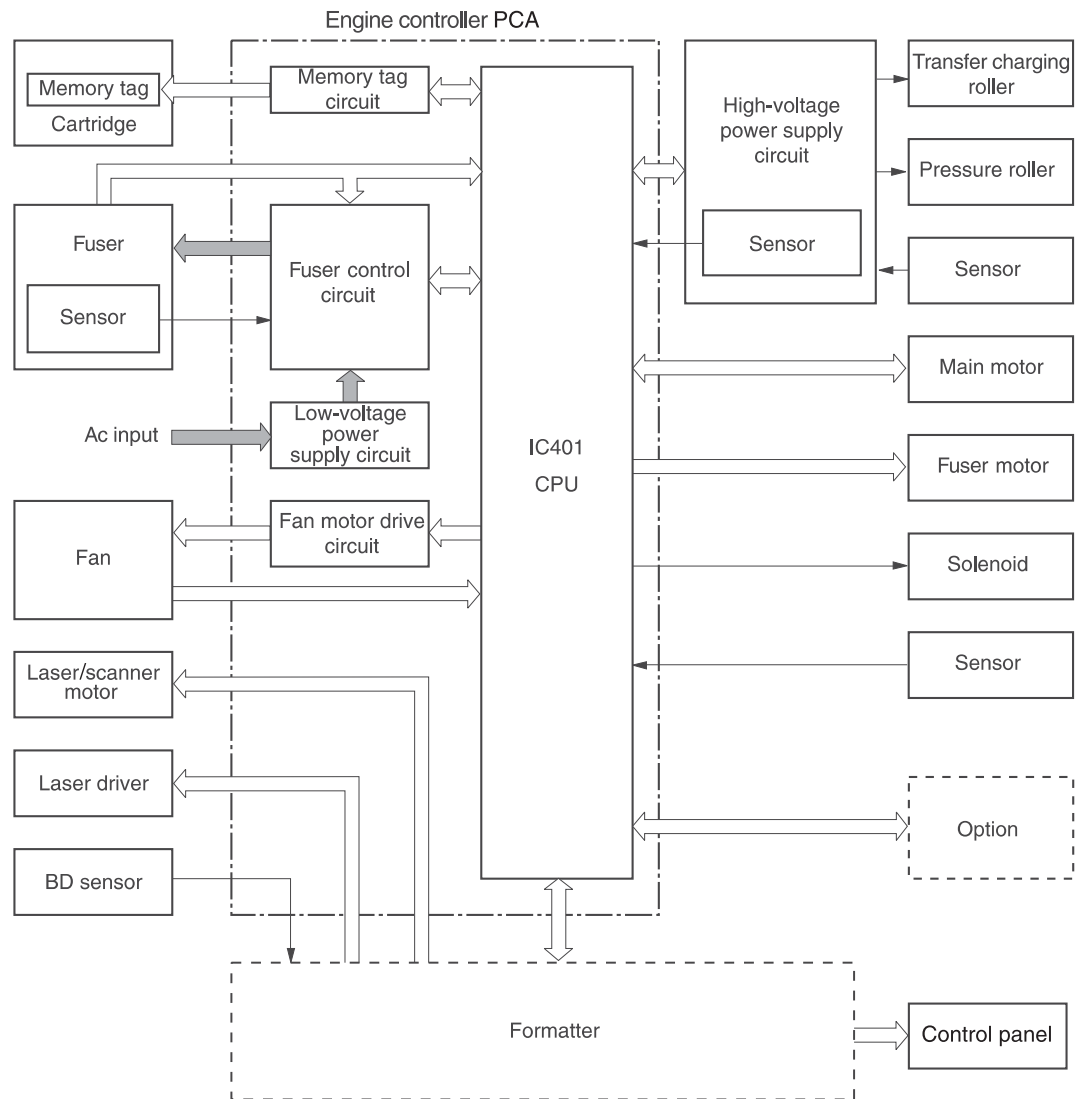 Engine controller PCA
Memory tag
Cartridge
Memory tag
circuit
Fuser
Sensor
Fuser control
circuit
Ac input
Low-voltage
power
supply circuit
Fan
Fan motor drive
circuit
Laser/scanner
motor
Laser driver
BD sensor
IC401
CPU
High-voltage
power supply
circuit
Sensor
Transfer charging
roller
Pressure roller
Sensor
Main motor
Fuser motor
Solenoid
Sensor
Option
Formatter
Control panel